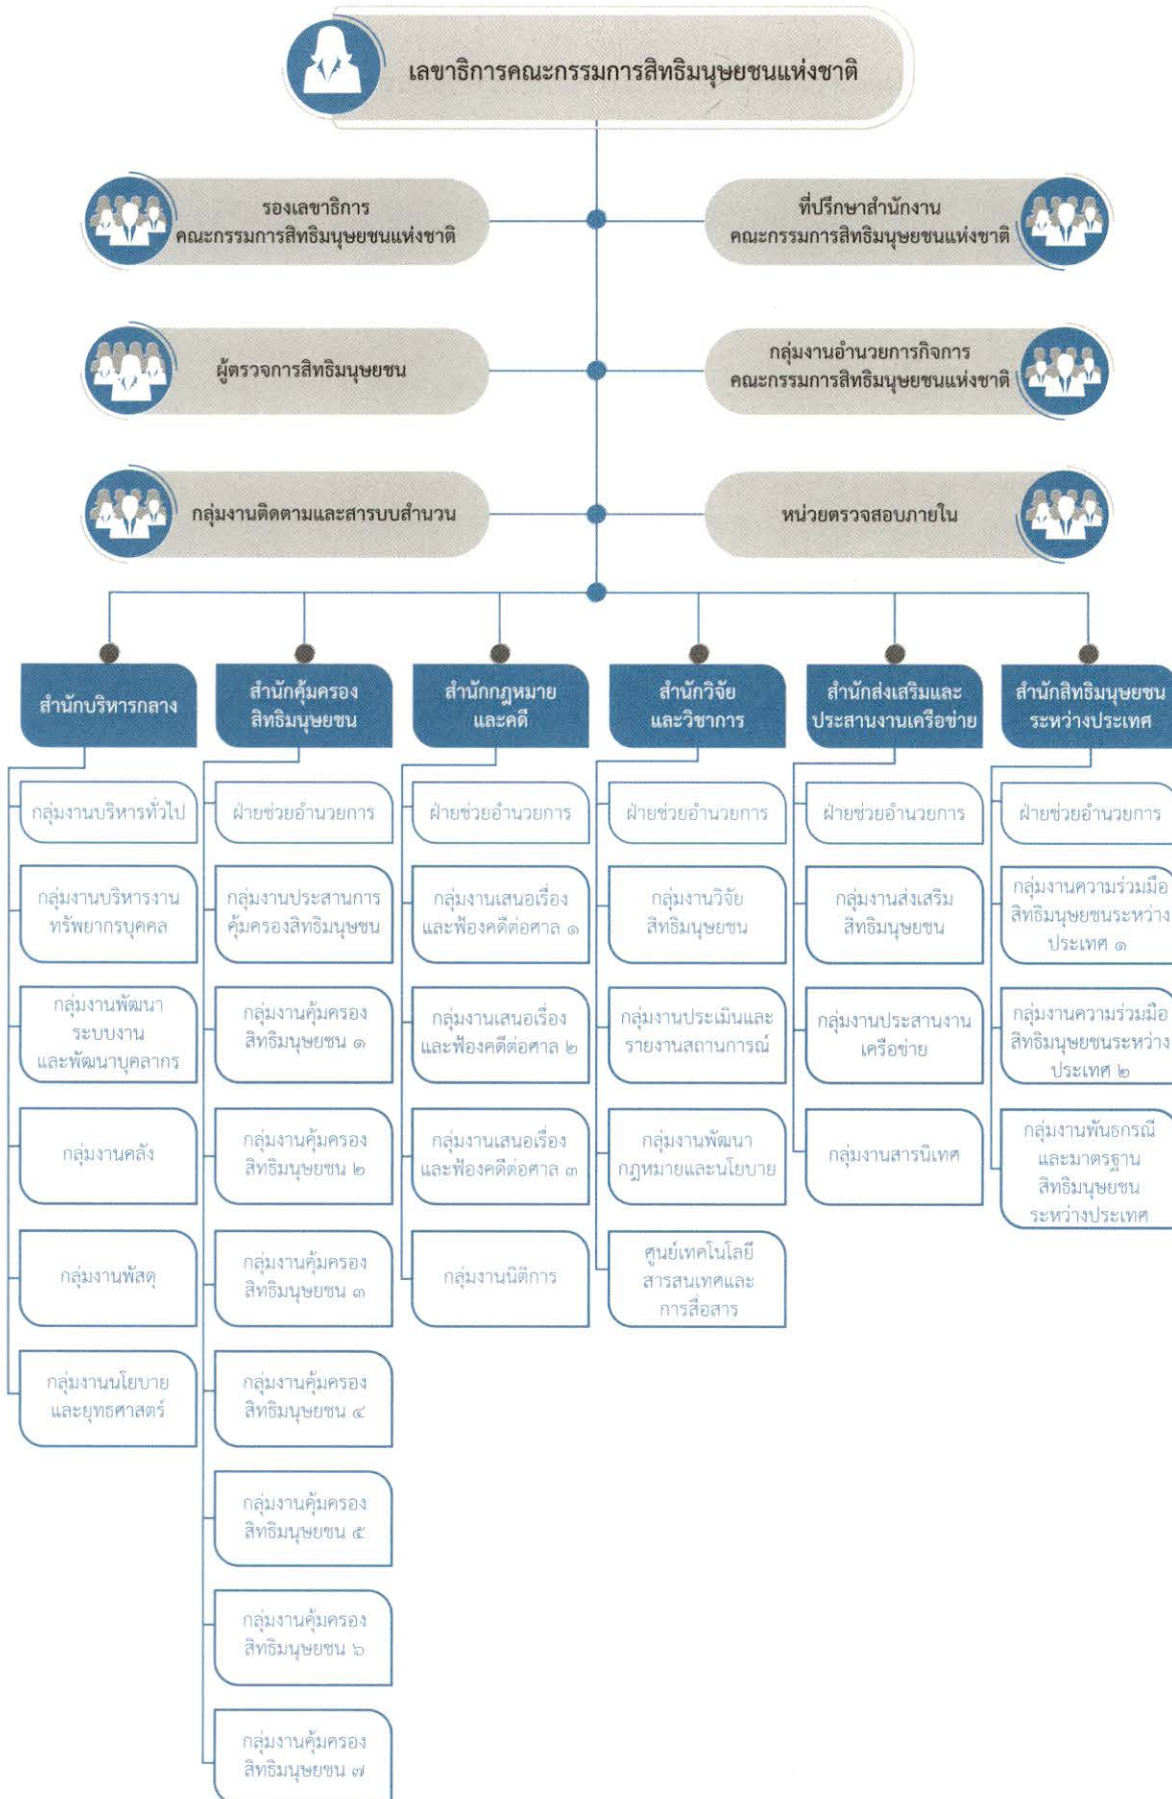 เลขาธิการคณะกรรมการสิทธิมนุษยชนแห่งชาติ
รองเลขาธิการ
คณะกรรมการสิทธิมนุษยชนแห่งชาติ
ที่ปรึกษาสำนักงาน
คณะกรรมการสิทธิมนุษยชนแห่งชาติ
ผู้ตรวจการสิทธิมนุษยชน
กลุ่มงานอำนวยการกิจการ
คณะกรรมการสิทธิมนุษยชนแห่งชาติ
กลุ่มงานติดตามและสารบบสำนวน
หน่วยตรวจสอบภายใน
สำนักบริหารกลาง
กลุ่มงานบริหารทั่วไป
กลุ่มงานบริหารงาน
ทรัพยากรบุคคล
กลุ่มงานพัฒนา
ระบบงาน
และพัฒนาบุคลากร
กลุ่มงานคลัง
กลุ่มงานพัสดุ
กลุ่มงานนโยบาย
และยุทธศาสตร์
สำนักคุ้มครอง
สิทธิมนุษยชน
ฝ่ายช่วยอำนวยการ
กลุ่มงานประสานการ
คุ้มครองสิทธิมนุษชน
กลุ่มงานคุ้มครอง
สิทธิมนุษยชน ๑
กลุ่มงานคุ้มครอง
สิทธิมนุษยชน ๒
กลุ่มงานคุ้มครอง
สิทธิมนุษยชน ๓
กลุ่มงานคุ้มครอง
สิทธิมนุษยชน ๔
กลุ่มงานคุ้มครอง
สิทธิมนุษยชน ๕
กลุ่มงานคุ้มครอง
สิทธิมนุษยชน ๖
กลุ่มงานคุ้มครอง
สิทธิมนุษยชน ๗
สำนักกฎหมาย
และคดี
ฝ่ายช่วยอำนวยการ
กลุ่มงานเสนอเรื่อง
และฟ้องคดีต่อศาล ๑
กลุ่มงานเสนอเรื่อง
และฟ้องคดีต่อศาล ๒
กลุ่มงานเสนอเรื่อง
และฟ้องคดีต่อศาล ๓
กลุ่มงานนิติการ
สำนักวิจัย
และวิชาการ
ฝ่ายช่วยอำนวยการ
กลุ่มงานวิจัย
สิทธิมนุษยชน
กลุ่มงานประเมินและ
รายงานสถานการณ์
กลุ่มงานพัฒนา
กฎหมายและนโยบาย
ศูนย์เทคโนโลยี
สารสนเทศและ
การสื่อสาร
สำนักส่งเสริมและ
ประสานงานเครือข่าย
ฝ่ายช่วยอำนวยการ
กลุ่มงานส่งเสริม
สิทธิมนุษยชน
กลุ่มงานประสานงาน
เครือข่าย
กลุ่มงานสารนิเทศ
สำนักสิทธิมนุษยชน
ระหว่างประเทศ
ฝ่ายช่วยอำนวยการ
กลุ่มงานความร่วมมือ
สิทธิมนุษยชนระหว่าง
ประเทศ ๑
กลุ่มงานความร่วมมือ
สิทธิมนุษยชนระหว่าง
ประเทศ ๒
กลุ่มงานพันธกรณี
และมาตรฐาน
สิทธิมนุษยชน
ระหว่างประเทศ